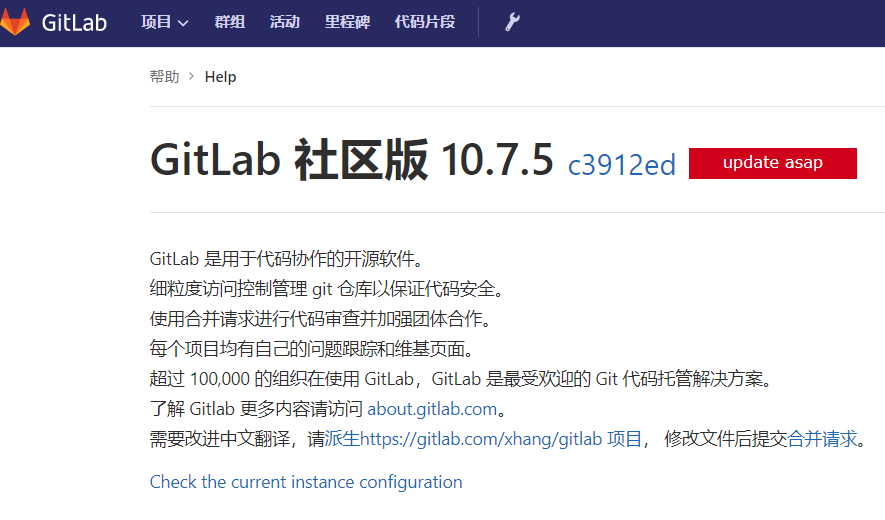 GitLab 项目 群组 活动 里程碑 代码片段
帮助 > Help
GitLab 社区版 10.7.5 c3912ed update asap
GitLab 是用于代码协作的开源软件。
细粒度访问控制管理 git 仓库以保证代码安全。
使用合并请求进行代码审查并加强团体合作。
每个项目均有自己的问题跟踪和维基页面。
超过 100,000 的组织在使用 GitLab，GitLab 是最受欢迎的 Git 代码托管解决方案。
了解 Gitlab 更多内容请访问 about.gitlab.com。
需要改进中文翻译，请派生https://gitlab.com/xhang/gitlab 项目， 修改文件后提交合并请求。
Check the current instance configuration